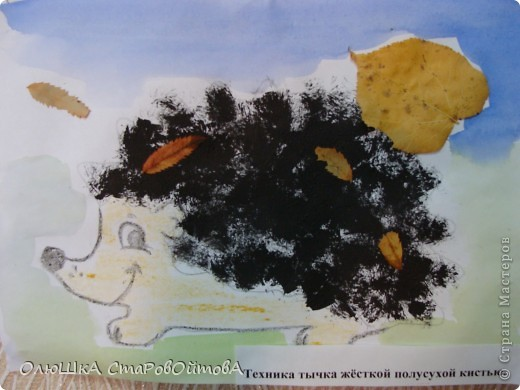 © Страна Мастеров
ОлюШкА СтаРовОйтовА
Техника тычка жёсткой полусухой кистью